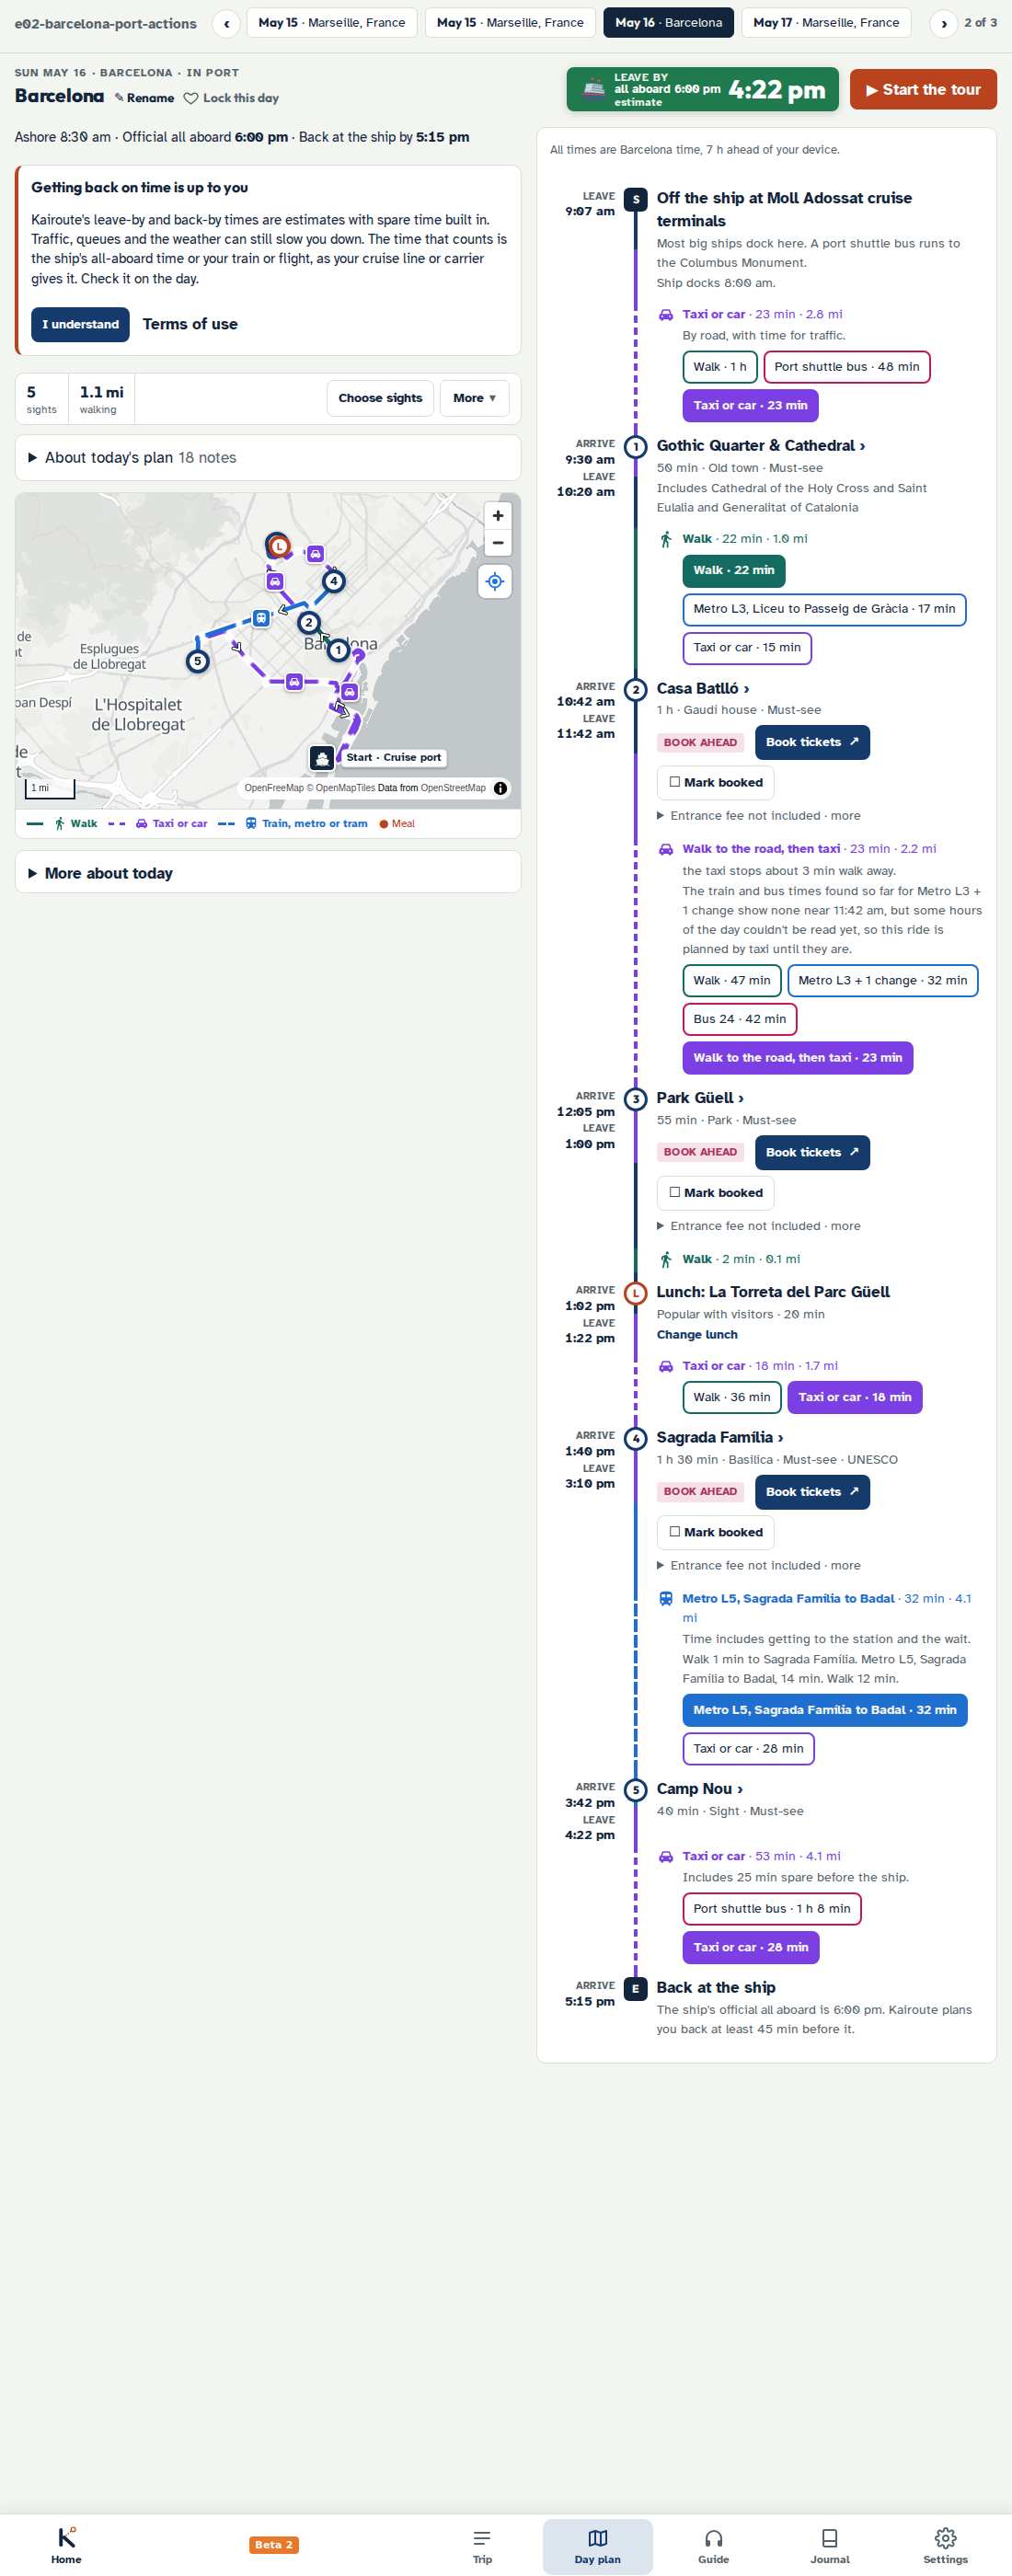 e02-barcelona-port-actions
‹
May 15 · Marseille, France
May 15 · Marseille, France
May 16 · Barcelona
May 17 · Marseille, France
›
2 of 3
SUN MAY 16 · BARCELONA · IN PORT
Barcelona ✎ Rename Lock this day
LEAVE BY
all aboard 6:00 pm
estimate
4:22 pm
▶ Start the tour
Ashore 8:30 am · Official all aboard 6:00 pm · Back at the ship by 5:15 pm
Getting back on time is up to you
Kairoute's leave-by and back-by times are estimates with spare time built in.
Traffic, queues and the weather can still slow you down. The time that counts is
the ship's all-aboard time or your train or flight, as your cruise line or carrier
gives it. Check it on the day.
I understand
Terms of use
5
sights
1.1 mi
walking
Choose sights
More ▼
▶ About today's plan 18 notes
+
−
L
4
2
1
5
Barcelona
Esplugues
de Llobregat
L'Hospitalet
de Llobregat
oan Despí
de
at
de
t
Start · Cruise port
1 mi
OpenFreeMap © OpenMapTiles Data from OpenStreetMap
Walk
Taxi or car
Train, metro or tram
Meal
▶ More about today
All times are Barcelona time, 7 h ahead of your device.
LEAVE
9:07 am
S
Off the ship at Moll Adossat cruise
terminals
Most big ships dock here. A port shuttle bus runs to
the Columbus Monument.
Ship docks 8:00 am.
Taxi or car · 23 min · 2.8 mi
By road, with time for traffic.
Walk · 1 h
Port shuttle bus · 48 min
Taxi or car · 23 min
ARRIVE
9:30 am
LEAVE
10:20 am
1
Gothic Quarter & Cathedral ›
50 min · Old town · Must-see
Includes Cathedral of the Holy Cross and Saint
Eulalia and Generalitat of Catalonia
Walk · 22 min · 1.0 mi
Walk · 22 min
Metro L3, Liceu to Passeig de Gràcia · 17 min
Taxi or car · 15 min
ARRIVE
10:42 am
LEAVE
11:42 am
2
Casa Batlló ›
1 h · Gaudí house · Must-see
BOOK AHEAD
Book tickets ↗
☐ Mark booked
▶ Entrance fee not included · more
Walk to the road, then taxi · 23 min · 2.2 mi
the taxi stops about 3 min walk away.
The train and bus times found so far for Metro L3 +
1 change show none near 11:42 am, but some hours
of the day couldn't be read yet, so this ride is
planned by taxi until they are.
Walk · 47 min
Metro L3 + 1 change · 32 min
Bus 24 · 42 min
Walk to the road, then taxi · 23 min
ARRIVE
12:05 pm
LEAVE
1:00 pm
3
Park Güell ›
55 min · Park · Must-see
BOOK AHEAD
Book tickets ↗
☐ Mark booked
▶ Entrance fee not included · more
Walk · 2 min · 0.1 mi
ARRIVE
1:02 pm
LEAVE
1:22 pm
L
Lunch: La Torreta del Parc Güell
Popular with visitors · 20 min
Change lunch
Taxi or car · 18 min · 1.7 mi
Walk · 36 min
Taxi or car · 18 min
ARRIVE
1:40 pm
LEAVE
3:10 pm
4
Sagrada Família ›
1 h 30 min · Basilica · Must-see · UNESCO
BOOK AHEAD
Book tickets ↗
☐ Mark booked
▶ Entrance fee not included · more
Metro L5, Sagrada Família to Badal · 32 min · 4.1
mi
Time includes getting to the station and the wait.
Walk 1 min to Sagrada Família. Metro L5, Sagrada
Família to Badal, 14 min. Walk 12 min.
Metro L5, Sagrada Família to Badal · 32 min
Taxi or car · 28 min
ARRIVE
3:42 pm
LEAVE
4:22 pm
5
Camp Nou ›
40 min · Sight · Must-see
Taxi or car · 53 min · 4.1 mi
Includes 25 min spare before the ship.
Port shuttle bus · 1 h 8 min
Taxi or car · 28 min
ARRIVE
5:15 pm
E
Back at the ship
The ship's official all aboard is 6:00 pm. Kairoute plans
you back at least 45 min before it.
Home
Beta 2
Trip
Day plan
Guide
Journal
Settings